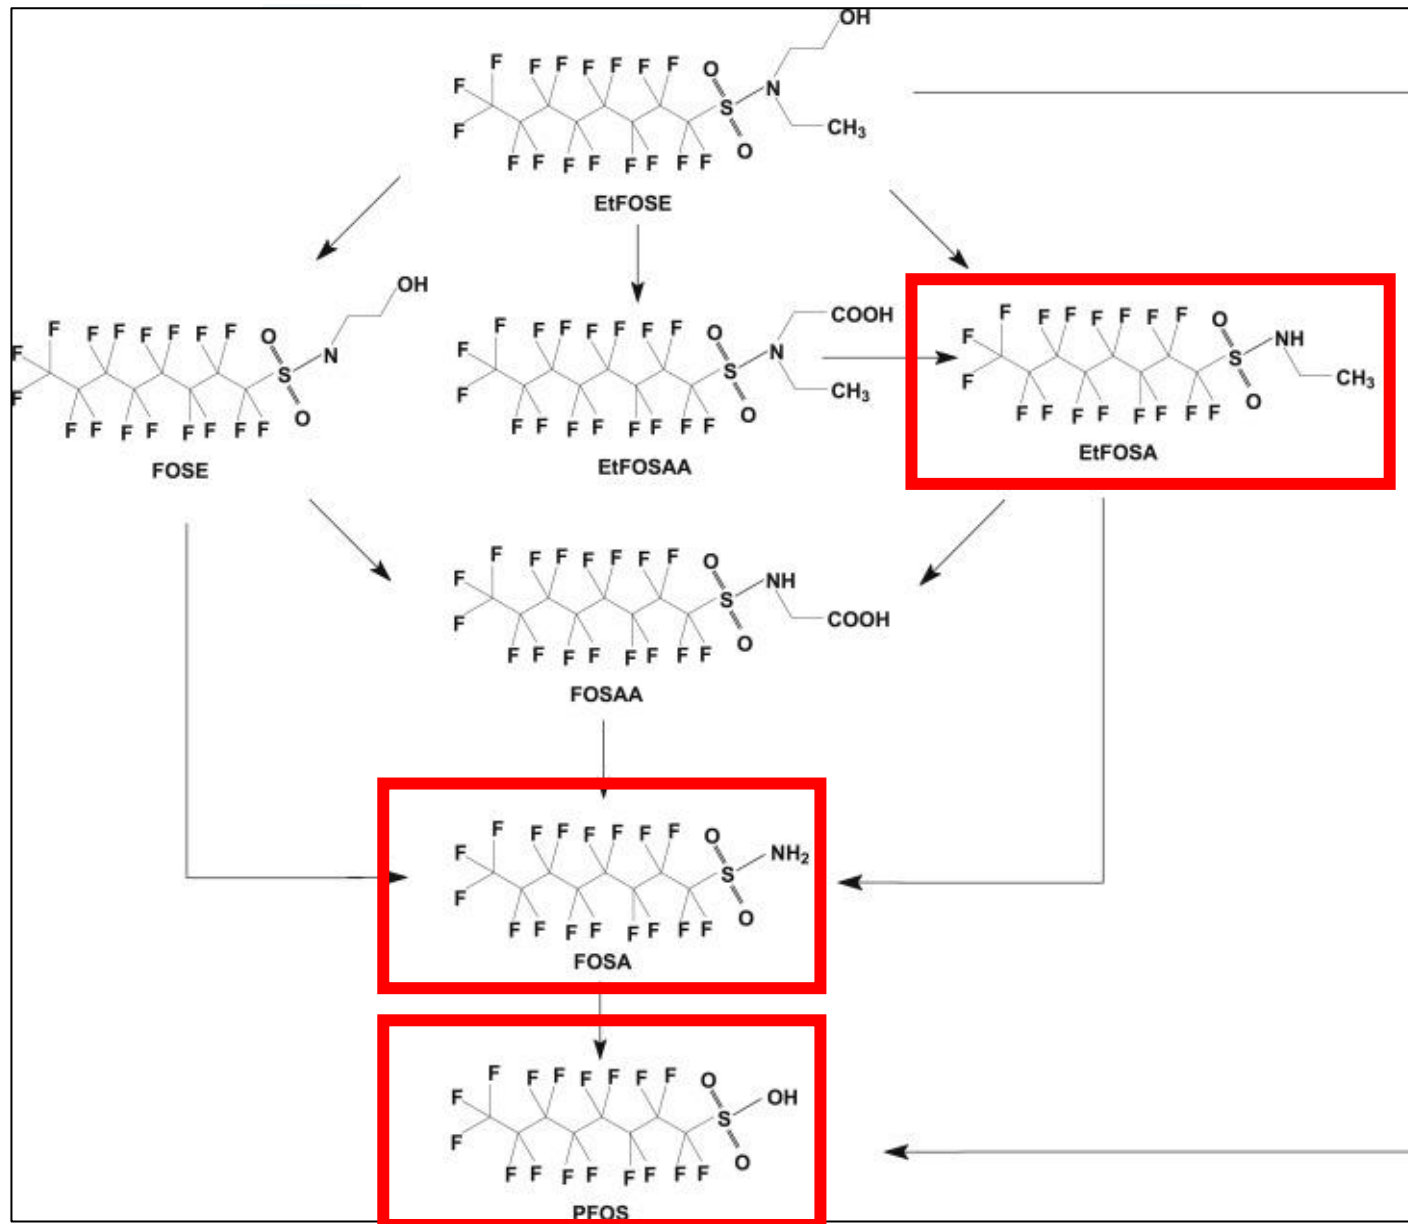 OH
F F F F F F F O
F N
S
F CH3
F F F F F F F F O
EtFOSE
OH
F F F F F F F O
F N
S
F O
F F F F F F F F
FOSE
F F F F F F F O COOH
F N
S
F CH3
F F F F F F F F O
EtFOSAA
F F F F F F F O
F NH
S
F CH3
F F F F F F F F O
EtFOSA
F F F F F F F O
F NH
S
F COOH
F F F F F F F F O
FOSAA
F F F F F F F O
F NH2
S
F O
F F F F F F F F
FOSA
F F F F F F F O
F OH
S
F O
F F F F F F F F
PFOS